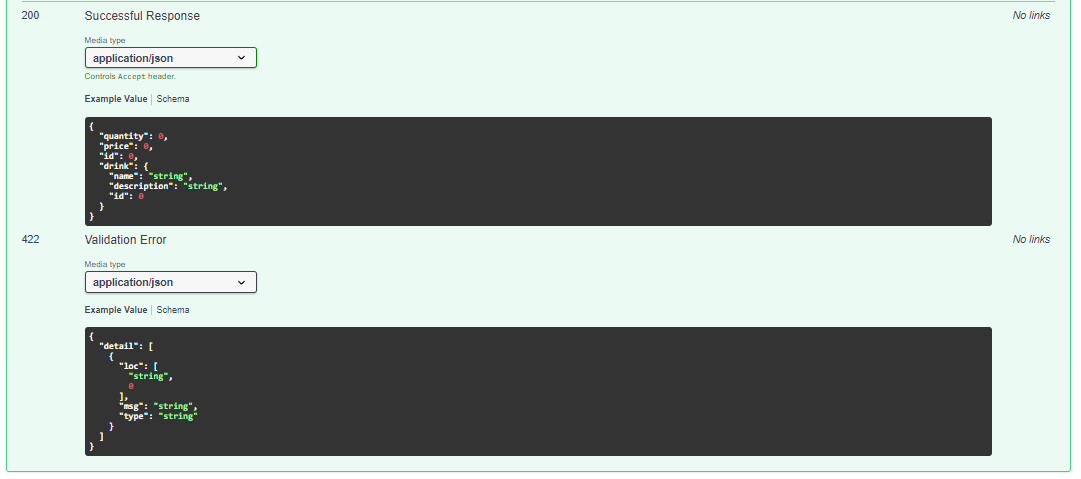 200 Successful Response No links
Media type
application/json
Controls Accept header.
Example Value | Schema
{
  "quantity": 0,
  "price": 0,
  "id": 0,
  "drink": {
    "name": "string",
    "description": "string",
    "id": 0
  }
}
422 Validation Error No links
Media type
application/json
Example Value | Schema
{
  "detail": [
    {
      "loc": [
        "string",
        0
      ],
      "msg": "string",
      "type": "string"
    }
  ]
}